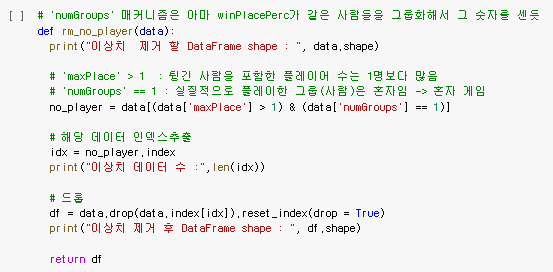 [ ] # 'numGroups' 매커니즘은 아마 winPlacePerc가 같은 사람들을 그룹화해서 그 숫자를 센듯
def rm_no_player(data):
print("이상치 제거 할 DataFrame shape : ", data.shape)
# 'maxPlace' > 1 : 튕긴 사람을 포함한 플레이어 수는 1명보다 많음
# 'numGroups' == 1 : 실질적으로 플레이한 그룹(사람)은 혼자임 -> 혼자 게임
no_player = data[(data['maxPlace'] > 1) & (data['numGroups'] == 1)]
# 해당 데이터 인덱스추출
idx = no_player.index
print("이상치 데이터 수 :",len(idx))
# 드롭
df = data.drop(data.index[idx]).reset_index(drop = True)
print("이상치 제거 후 DataFrame shape : ", df.shape)
return df